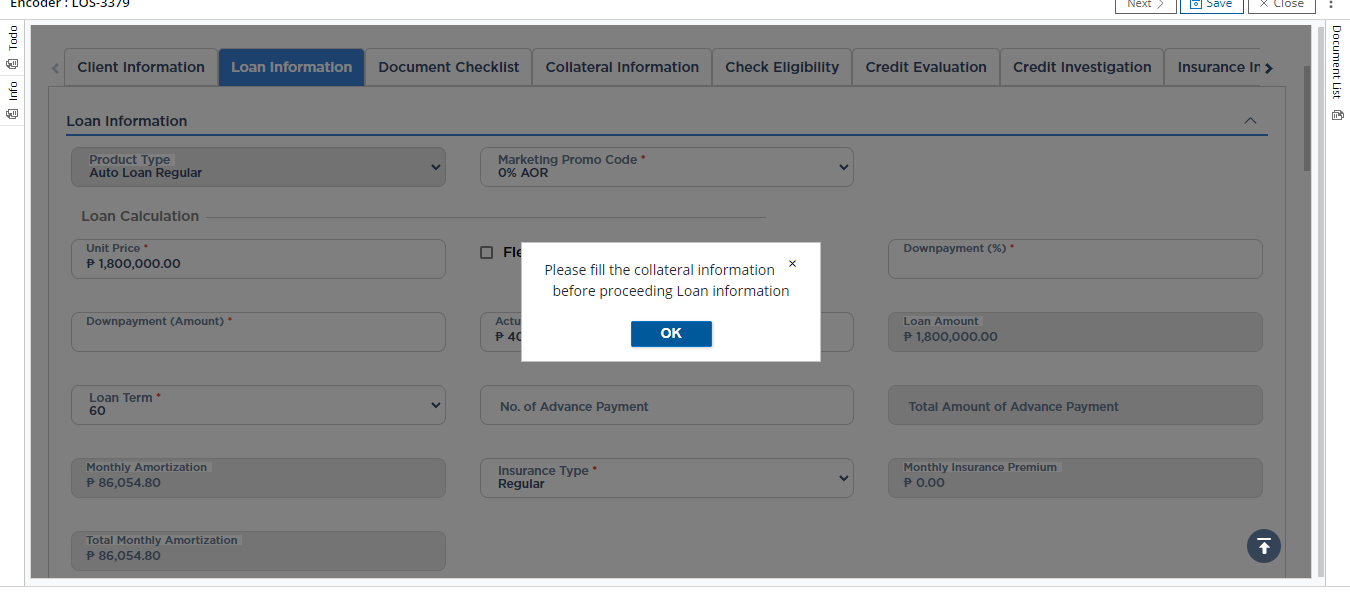 Encoder : LOS-3379
Next
Save
Close
Todo
Info
Document List
Client Information
Loan Information
Document Checklist
Collateral Information
Check Eligibility
Credit Evaluation
Credit Investigation
Insurance In
Loan Information
Product Type
Auto Loan Regular
Marketing Promo Code *
0% AOR
Loan Calculation
Unit Price *
₱ 1,800,000.00
Fle
Downpayment (%) *
Please fill the collateral information
before proceeding Loan information
OK
Downpayment (Amount) *
Actu
₱ 40
Loan Amount
₱ 1,800,000.00
Loan Term *
60
No. of Advance Payment
Total Amount of Advance Payment
Monthly Amortization
₱ 86,054.80
Insurance Type *
Regular
Monthly Insurance Premium
₱ 0.00
Total Monthly Amortization
₱ 86,054.80